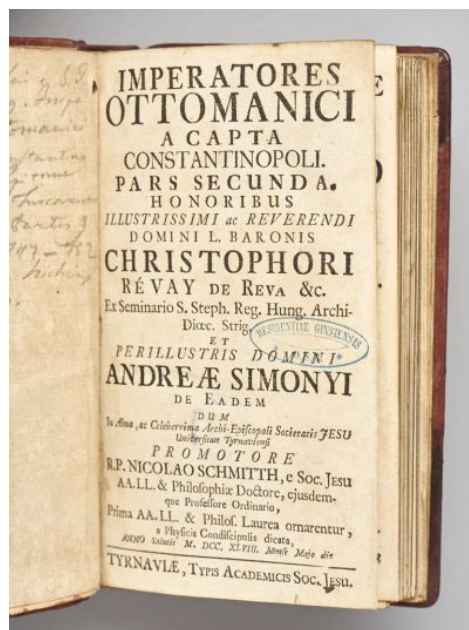 IMPERATORES
OTTOMANICI
A CAPTA
CONSTANTINOPOLI.
PARS SECUNDA.
HONORIBUS
ILLUSTRISSIMI ac REVERENDI
DOMINI L. BARONIS
CHRISTOPHORI
RÉVAY DE REVA &c.
Ex Seminario S. Steph. Reg. Hung. Archi-
Diœc. Strig.
RESIDENTIAE GINSIENSIS
ET
PERILLUSTRIS DOMINI
ANDREÆ SIMONYI
DE EADEM
DUM
In Alma, ac Celeberrima Archi-Episcopali Societatis JESU
Universitate Tyrnaviensi
PROMOTORE
R.P. NICOLAO SCHMITTH, e Soc. Jesu
AA. LL. & Philosophiæ Doctore, ejusdem-
que Professore Ordinario,
Prima AA. LL. & Philos. Laurea ornarentur,
a Physicis Condiscipulis dicata,
ANNO Salutis M. DCC. XLVIII. Mense Majo die
TYRNAVIÆ, TYPIS ACADEMICIS SOC. JESU.